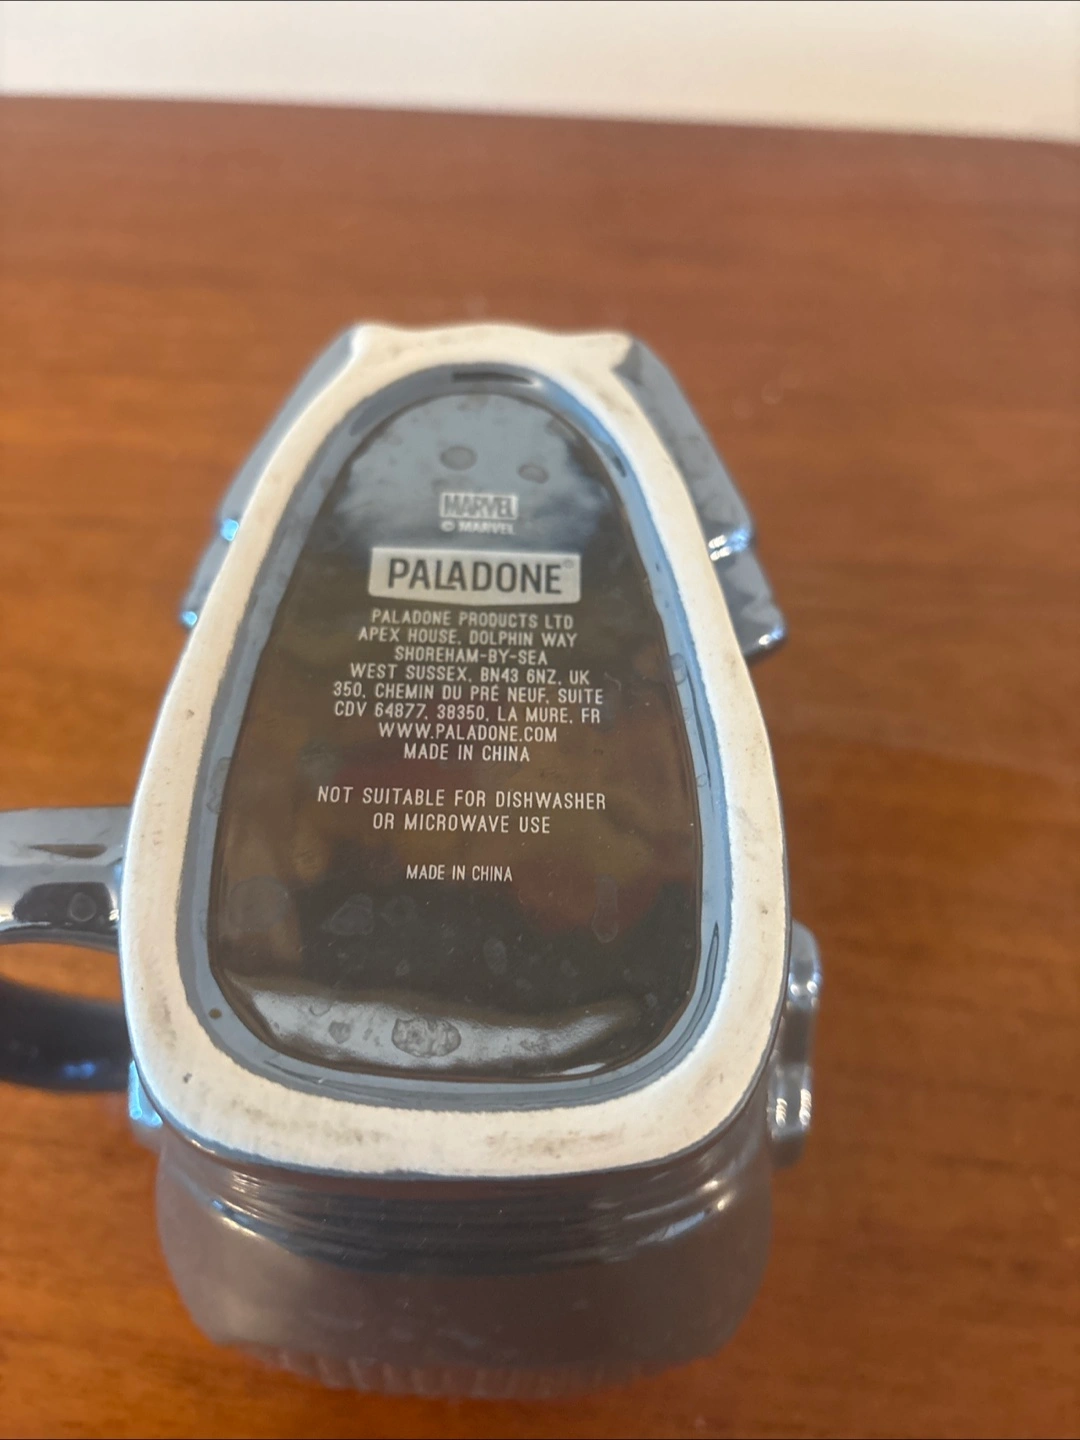 MARVEL
© MARVEL
PALADONE®
PALADONE PRODUCTS LTD
APEX HOUSE, DOLPHIN WAY
SHOREHAM-BY-SEA
WEST SUSSEX, BN43 6NZ, UK
350, CHEMIN DU PRÉ NEUF, SUITE
CDV 64877, 38350, LA MURE, FR
WWW.PALADONE.COM
MADE IN CHINA
NOT SUITABLE FOR DISHWASHER
OR MICROWAVE USE
MADE IN CHINA